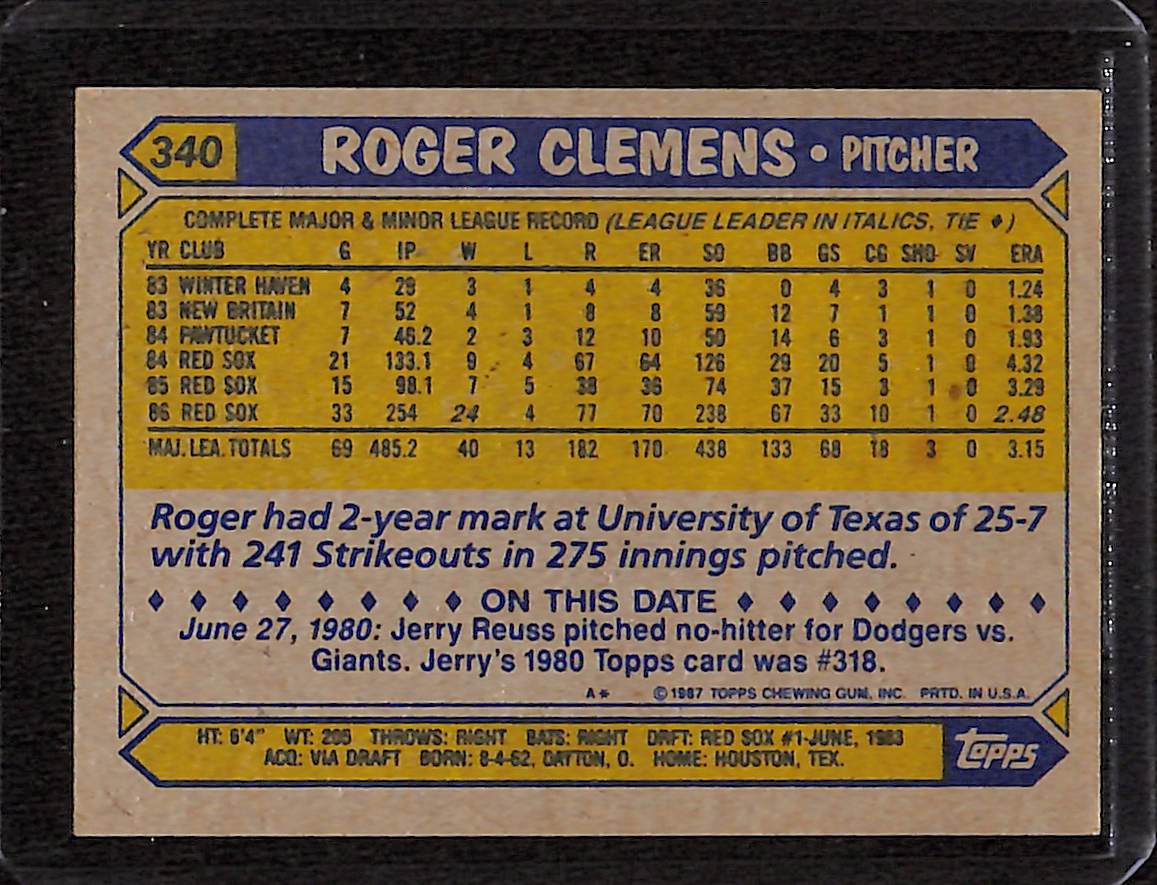 340 ROGER CLEMENS • PITCHER
COMPLETE MAJOR & MINOR LEAGUE RECORD (LEAGUE LEADER IN ITALICS, TIE ♦)
YR CLUB G IP W L R ER SO BB GS CG SHO SV ERA
83 WINTER HAVEN 4 29 3 1 4 4 36 0 4 3 1 0 1.24
83 NEW BRITAIN 7 52 4 1 8 8 59 12 7 1 1 0 1.38
84 PAWTUCKET 7 46.2 2 3 12 10 50 14 6 3 1 0 1.93
84 RED SOX 21 133.1 9 4 67 64 126 29 20 5 1 0 4.32
85 RED SOX 15 98.1 7 5 38 36 74 37 15 3 1 0 3.29
86 RED SOX 33 254 24 4 77 70 238 67 33 10 1 0 2.48
MAJ. LEA. TOTALS 69 485.2 40 13 182 170 438 133 68 18 3 0 3.15
Roger had 2-year mark at University of Texas of 25-7
with 241 Strikeouts in 275 innings pitched.
♦ ♦ ♦ ♦ ♦ ♦ ♦ ♦ ON THIS DATE ♦ ♦ ♦ ♦ ♦ ♦ ♦ ♦
June 27, 1980: Jerry Reuss pitched no-hitter for Dodgers vs.
Giants. Jerry's 1980 Topps card was #318.
A* © 1987 TOPPS CHEWING GUM, INC. PRTD. IN U.S.A.
HT: 6'4" WT: 205 THROWS: RIGHT BATS: RIGHT DRFT: RED SOX #1-JUNE, 1983
ACQ: VIA DRAFT BORN: 8-4-62, DAYTON, O. HOME: HOUSTON, TEX.
Topps